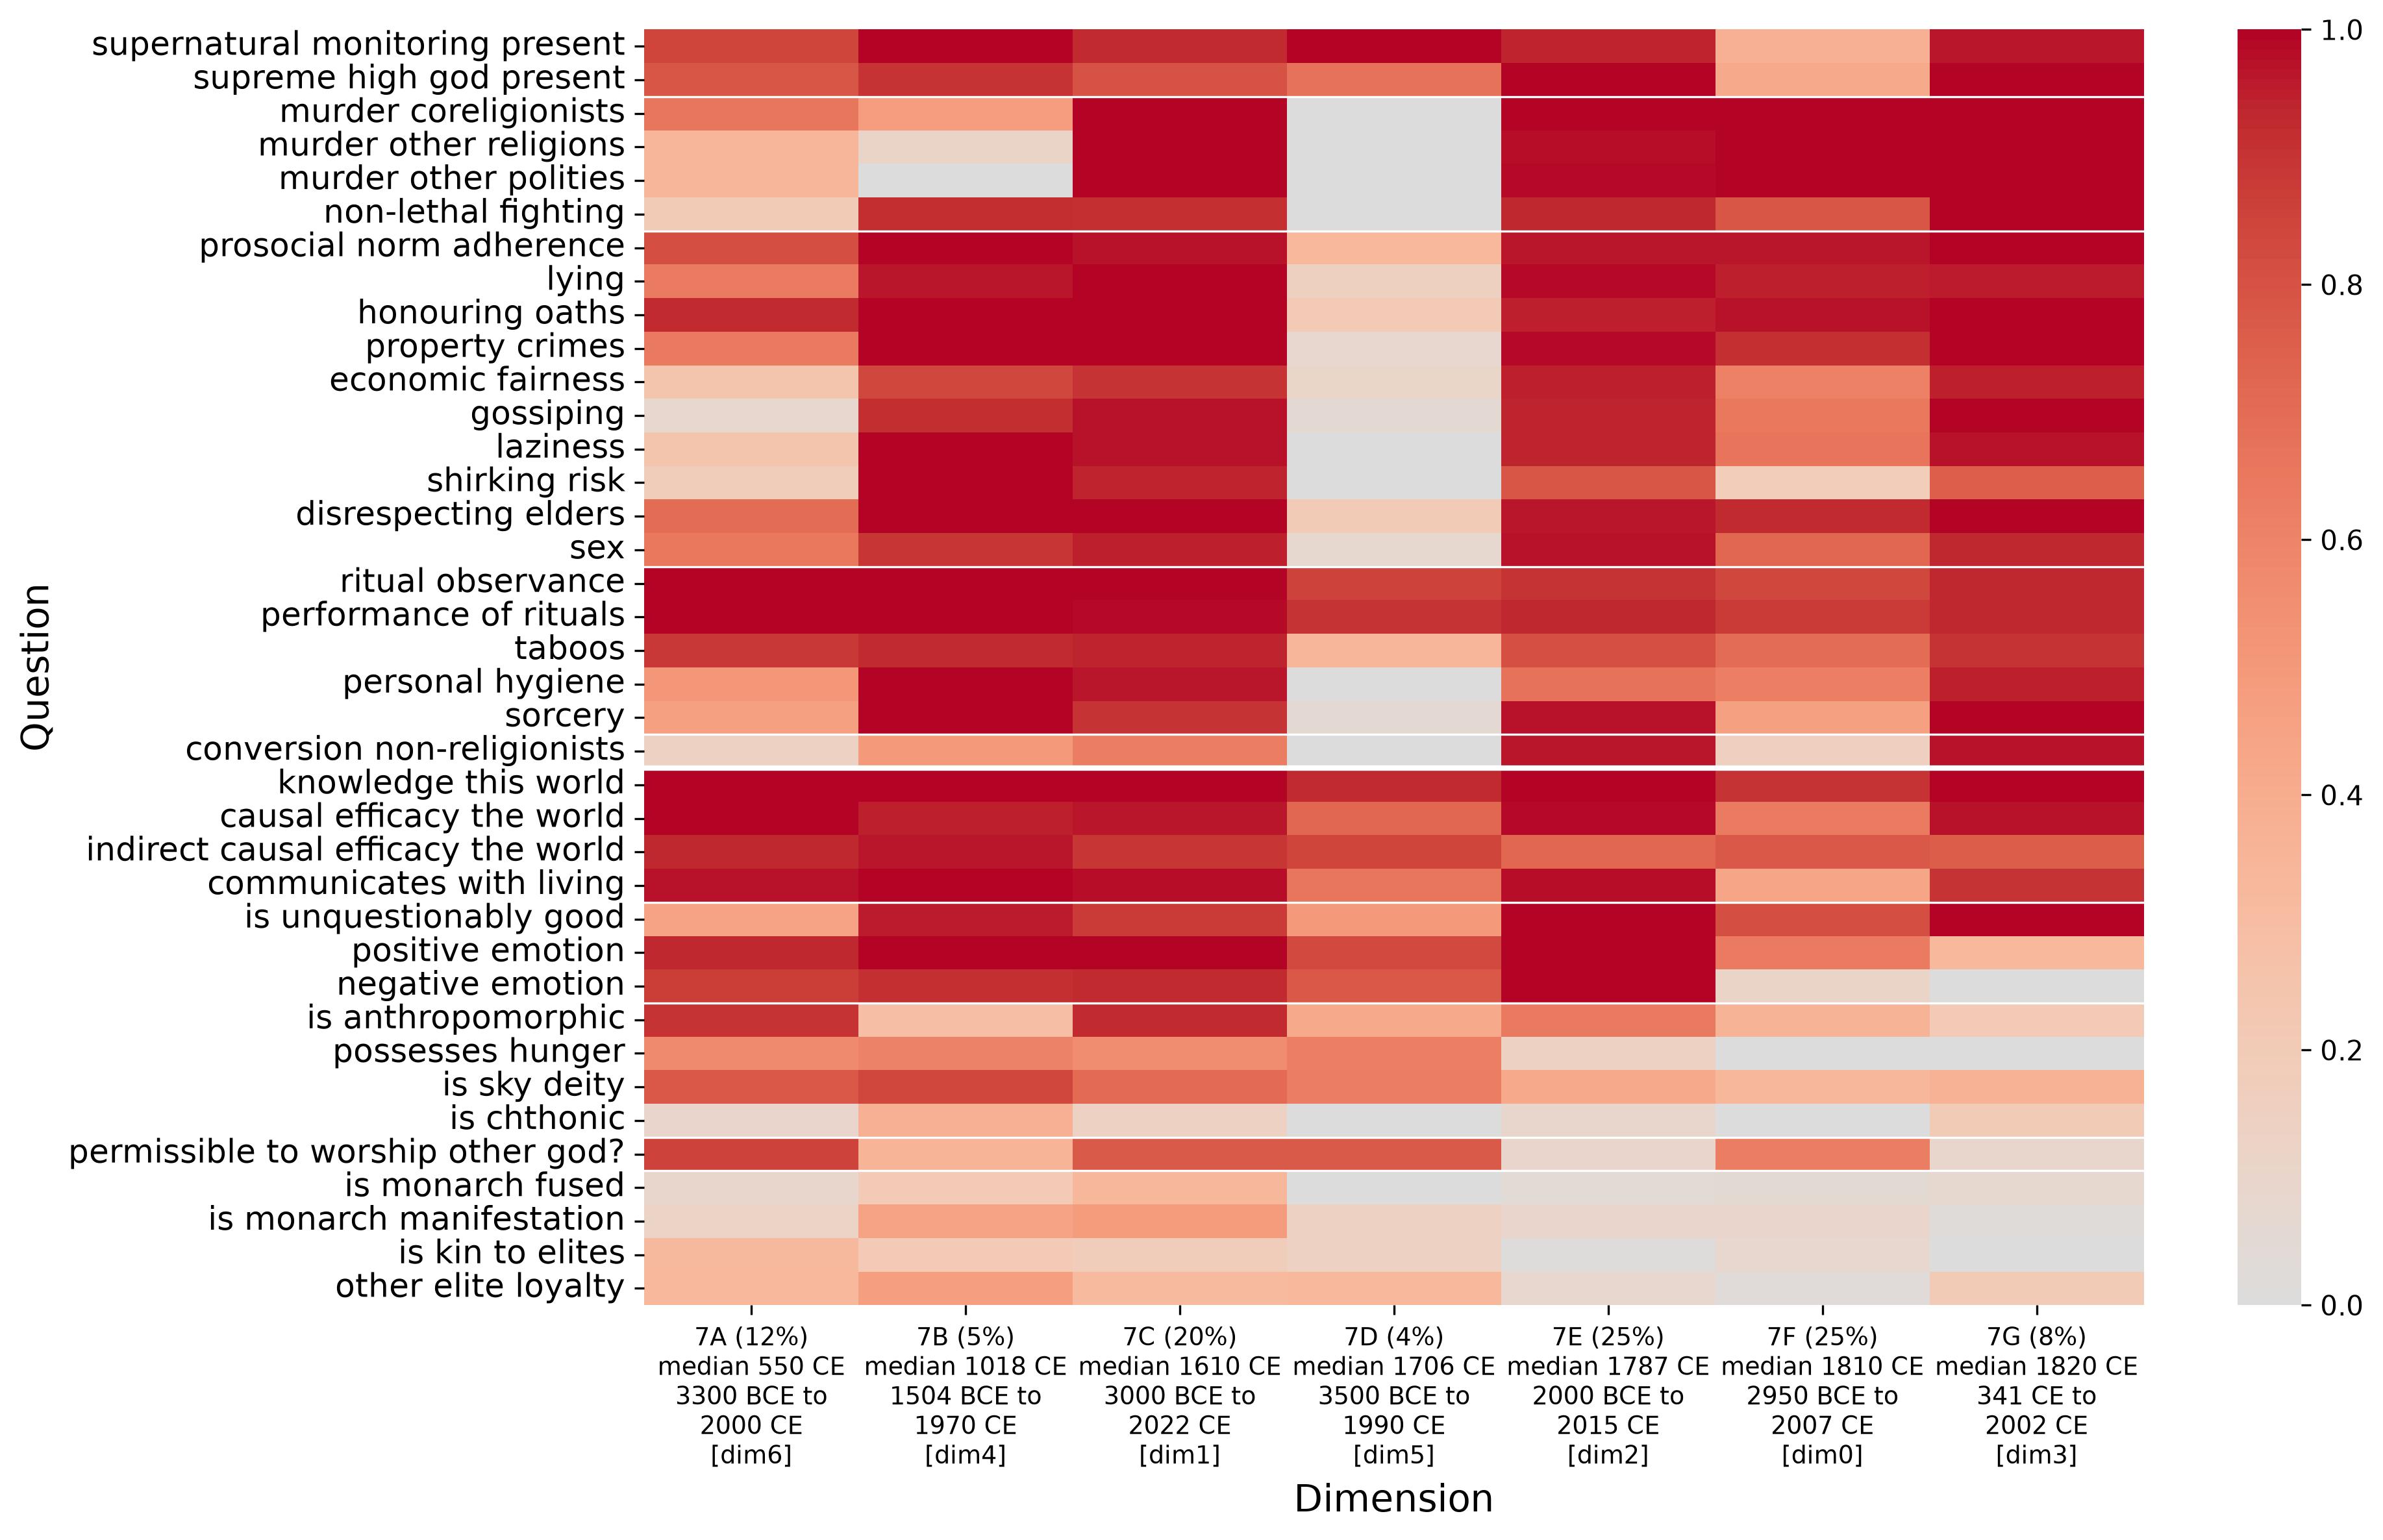 Question
supernatural monitoring present
supreme high god present
murder coreligionists
murder other religions
murder other polities
non-lethal fighting
prosocial norm adherence
lying
honouring oaths
property crimes
economic fairness
gossiping
laziness
shirking risk
disrespecting elders
sex
ritual observance
performance of rituals
taboos
personal hygiene
sorcery
conversion non-religionists
knowledge this world
causal efficacy the world
indirect causal efficacy the world
communicates with living
is unquestionably good
positive emotion
negative emotion
is anthropomorphic
possesses hunger
is sky deity
is chthonic
permissible to worship other god?
is monarch fused
is monarch manifestation
is kin to elites
other elite loyalty
7A (12%)
median 550 CE
3300 BCE to
2000 CE
[dim6]
7B (5%)
median 1018 CE
1504 BCE to
1970 CE
[dim4]
7C (20%)
median 1610 CE
3000 BCE to
2022 CE
[dim1]
7D (4%)
median 1706 CE
3500 BCE to
1990 CE
[dim5]
7E (25%)
median 1787 CE
2000 BCE to
2015 CE
[dim2]
7F (25%)
median 1810 CE
2950 BCE to
2007 CE
[dim0]
7G (8%)
median 1820 CE
341 CE to
2002 CE
[dim3]
Dimension
1.0
0.8
0.6
0.4
0.2
0.0